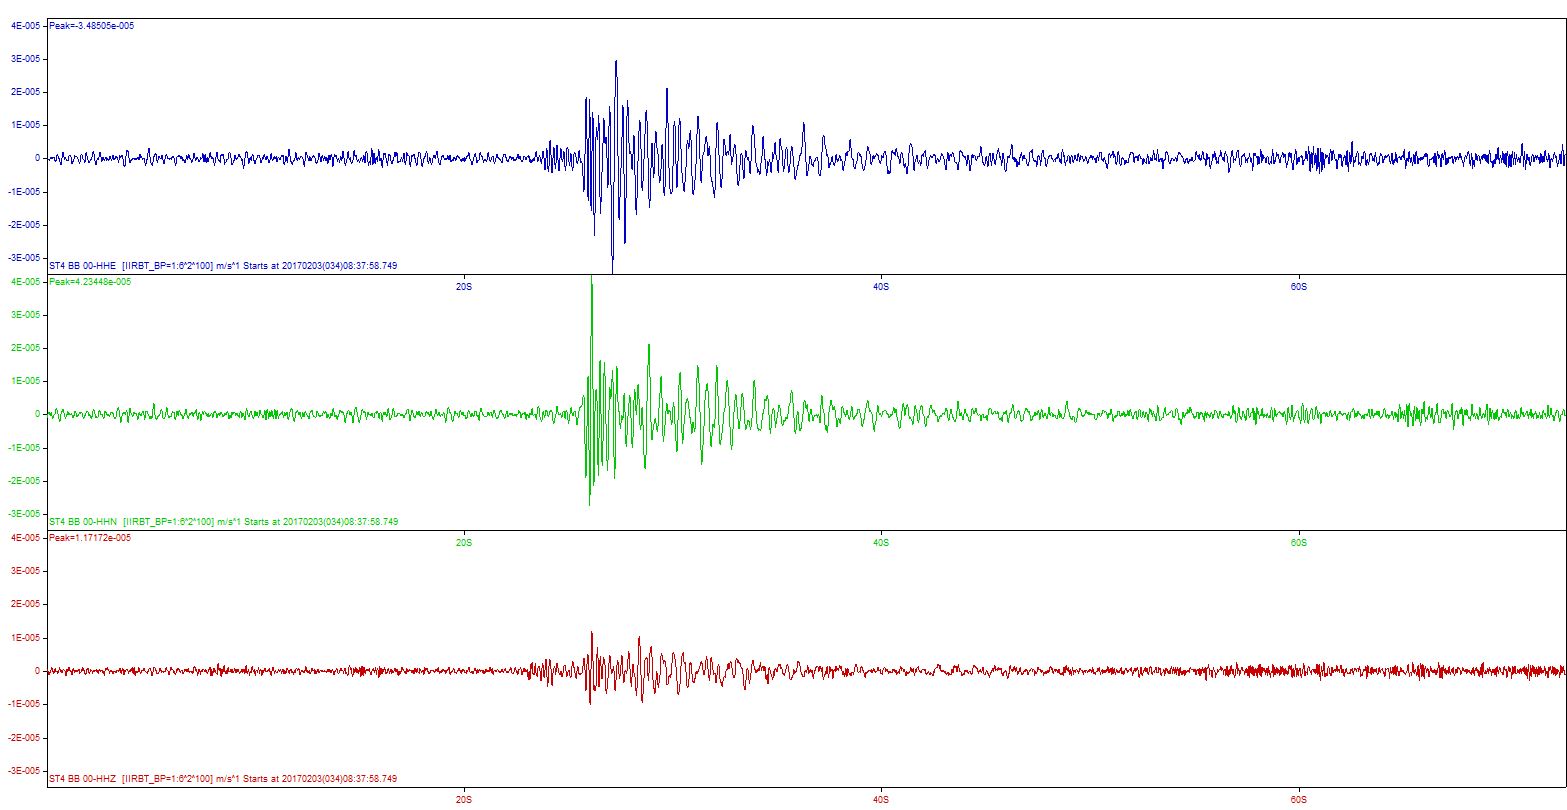 4E-005
Peak=-3.48505e-005
3E-005
2E-005
1E-005
0
-1E-005
-2E-005
-3E-005
ST4 BB 00-HHE [IIRBT_BP=1:6^2^100] m/s^1 Starts at 20170203(034)08:37:58.749
20S 40S 60S
4E-005
Peak=4.23448e-005
3E-005
2E-005
1E-005
0
-1E-005
-2E-005
-3E-005
ST4 BB 00-HHN [IIRBT_BP=1:6^2^100] m/s^1 Starts at 20170203(034)08:37:58.749
20S 40S 60S
4E-005
Peak=1.17172e-005
3E-005
2E-005
1E-005
0
-1E-005
-2E-005
-3E-005
ST4 BB 00-HHZ [IIRBT_BP=1:6^2^100] m/s^1 Starts at 20170203(034)08:37:58.749
20S 40S 60S